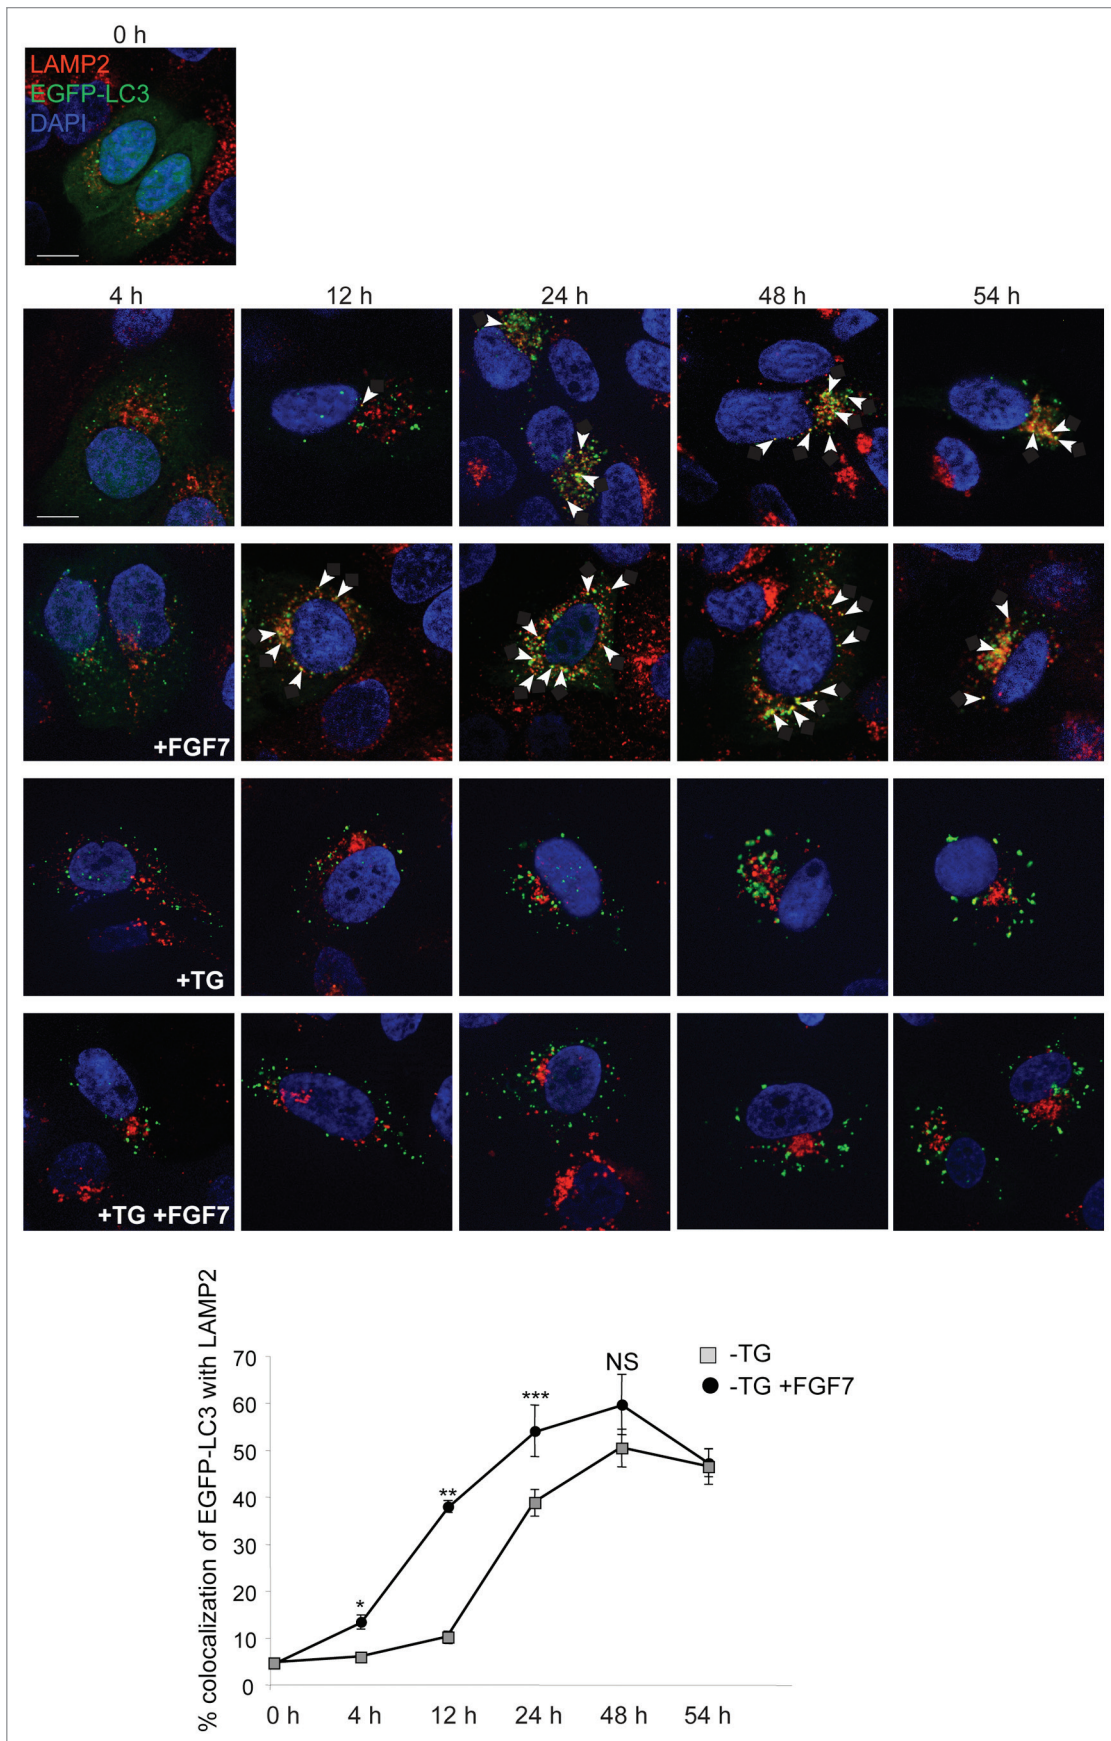 0 h
LAMP2
EGFP-LC3
DAPI
4 h 12 h 24 h 48 h 54 h
+FGF7
+TG
+TG +FGF7
% colocalization of EGFP-LC3 with LAMP2
70
60
50
40
30
20
10
0
* ** *** NS
-TG
-TG +FGF7
0 h 4 h 12 h 24 h 48 h 54 h